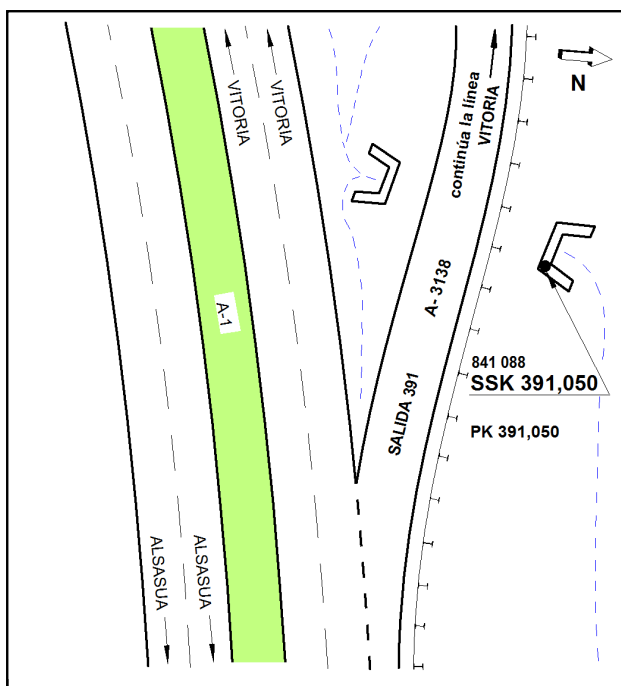 VITORIA
VITORIA
continúa la línea
VITORIA
N
A-1
A- 3138
SALIDA 391
841 088
SSK 391,050
PK 391,050
ALSASUA
ALSASUA